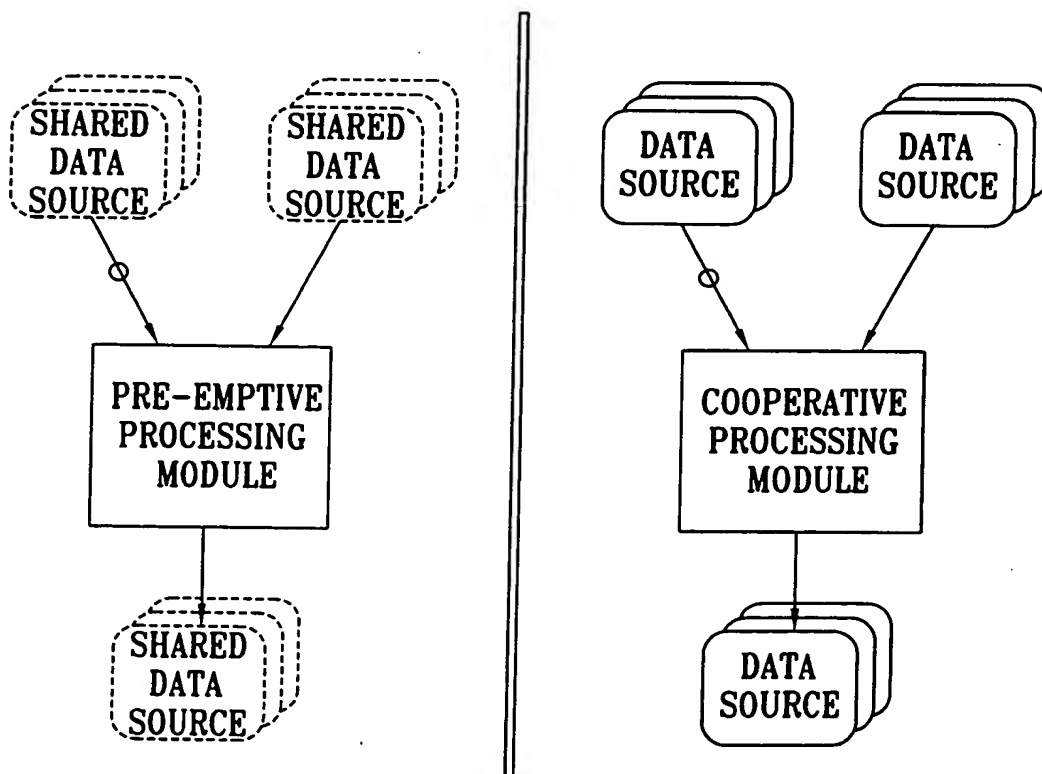 SHARED
DATA
SOURCE
SHARED
DATA
SOURCE
PRE-EMPTIVE
PROCESSING
MODULE
SHARED
DATA
SOURCE
DATA
SOURCE
DATA
SOURCE
COOPERATIVE
PROCESSING
MODULE
DATA
SOURCE